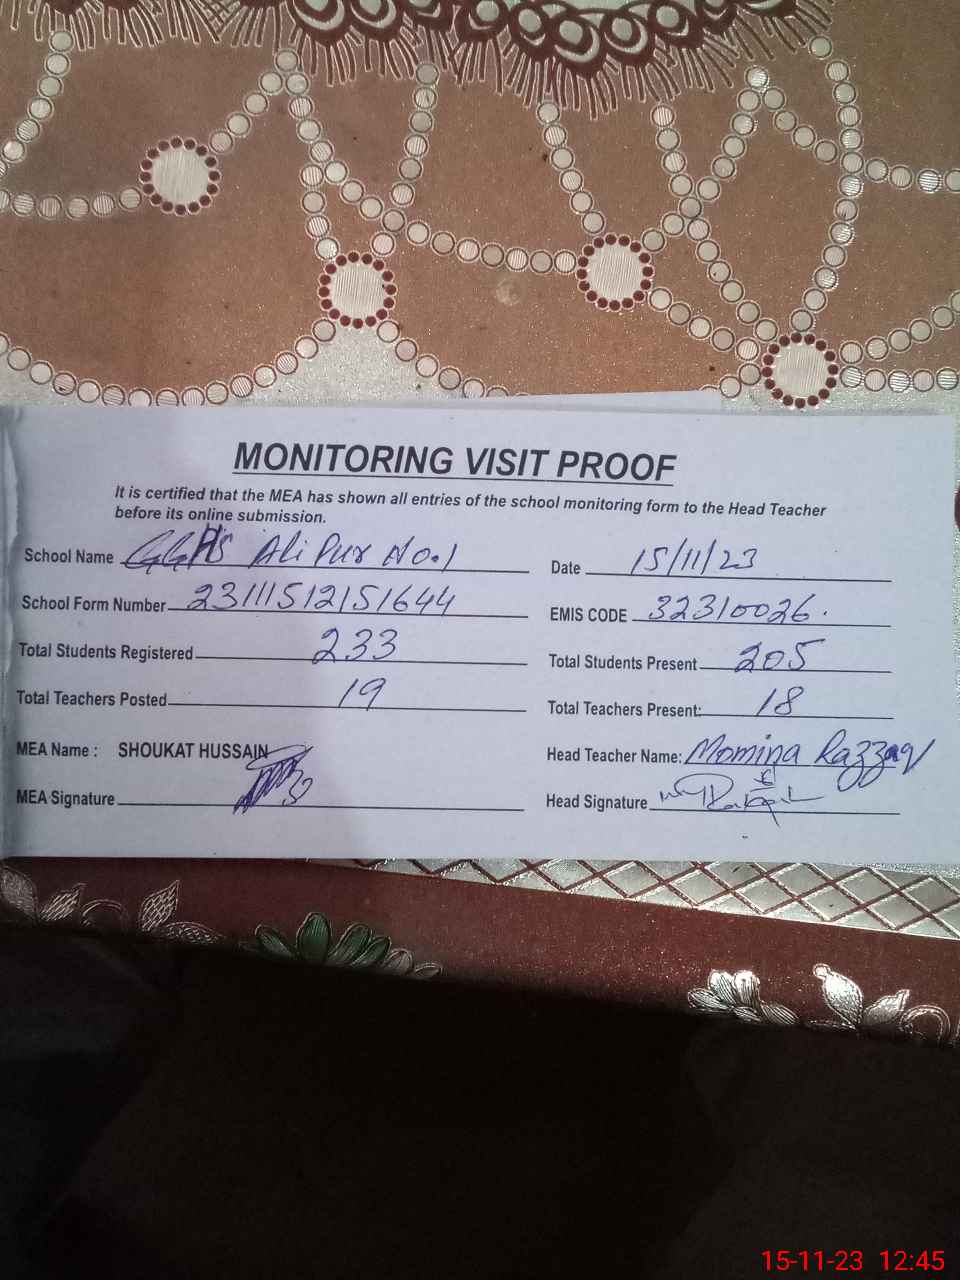 MONITORING VISIT PROOF
It is certified that the MEA has shown all entries of the school monitoring form to the Head Teacher
before its online submission.
School Name GGHS Ali Pur No.1
Date 15/11/23
School Form Number 23111512151644
EMIS CODE 32310026.
Total Students Registered 233
Total Students Present 205
Total Teachers Posted 19
Total Teachers Present: 18
MEA Name : SHOUKAT HUSSAIN
Head Teacher Name: Momina Razzaq
MEA Signature
Head Signature
15-11-23 12:45